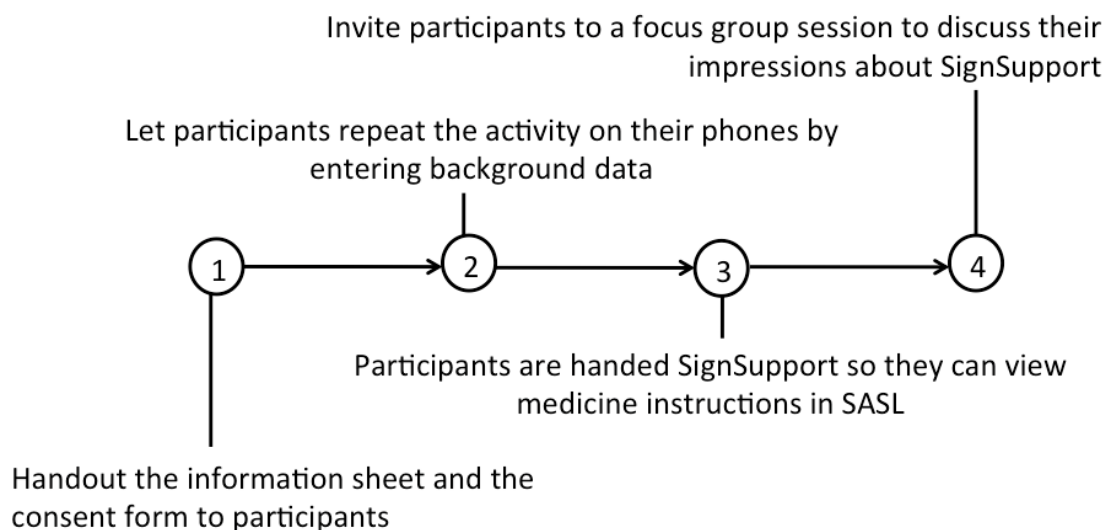 Invite participants to a focus group session to discuss their
impressions about SignSupport
Let participants repeat the activity on their phones by
entering background data
1
2
3
4
Participants are handed SignSupport so they can view
medicine instructions in SASL
Handout the information sheet and the
consent form to participants